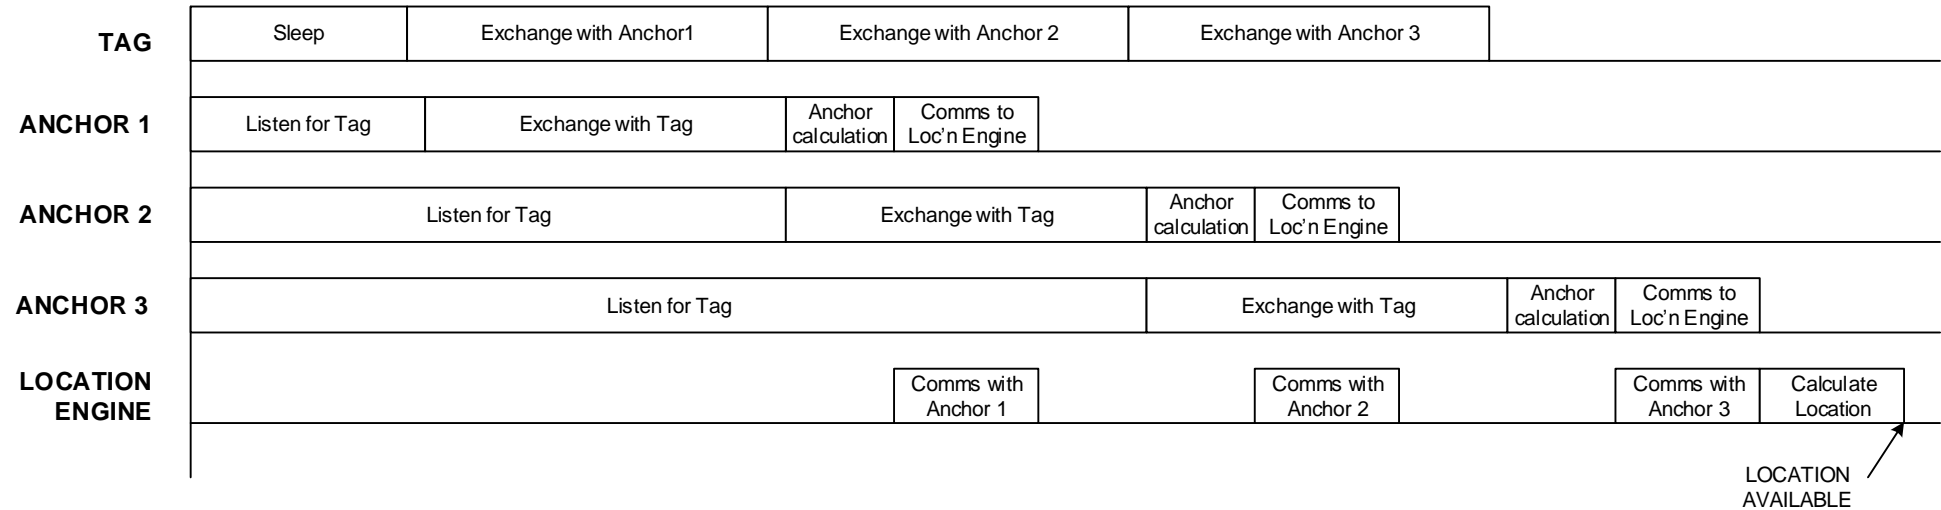 TAG
Sleep
Exchange with Anchor1
Exchange with Anchor 2
Exchange with Anchor 3
ANCHOR 1
Listen for Tag
Exchange with Tag
Anchor
calculation
Comms to
Loc'n Engine
ANCHOR 2
Listen for Tag
Exchange with Tag
Anchor
calculation
Comms to
Loc'n Engine
ANCHOR 3
Listen for Tag
Exchange with Tag
Anchor
calculation
Comms to
Loc'n Engine
LOCATION
ENGINE
Comms with
Anchor 1
Comms with
Anchor 2
Comms with
Anchor 3
Calculate
Location
LOCATION
AVAILABLE